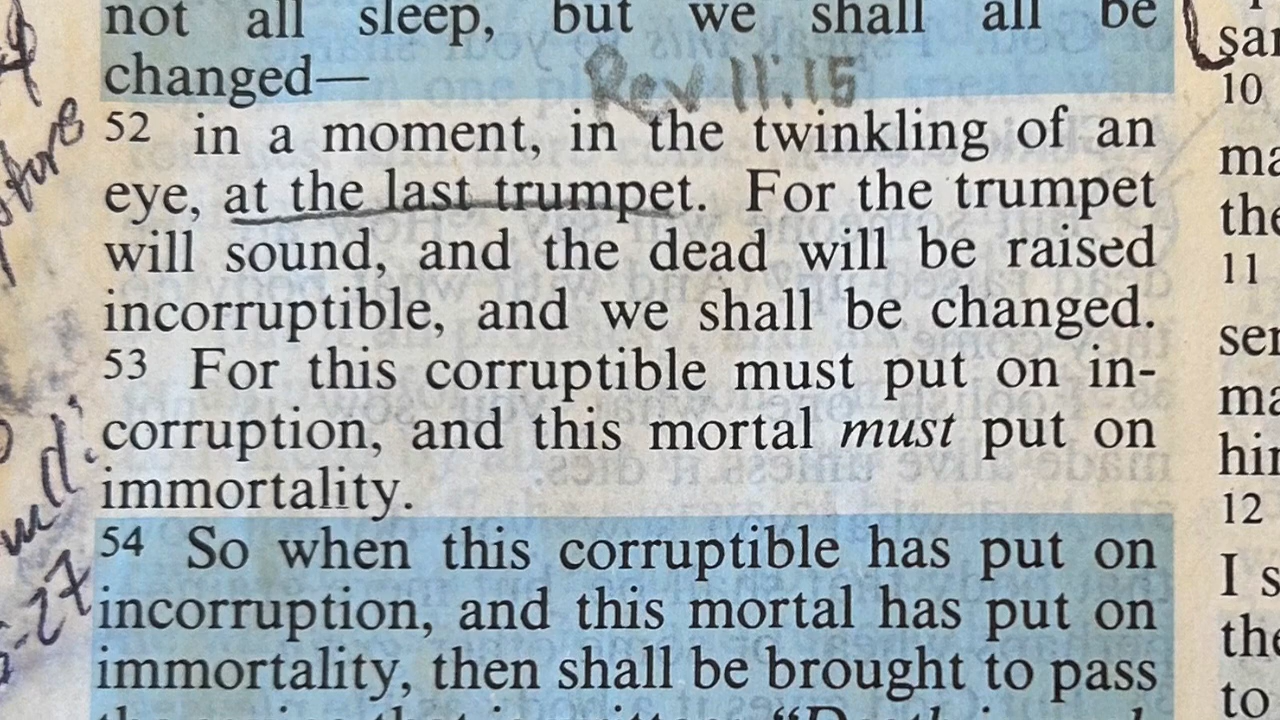 not all sleep, but we shall all be
changed—
Rev 11:15
52 in a moment, in the twinkling of an
eye, at the last trumpet. For the trumpet
will sound, and the dead will be raised
incorruptible, and we shall be changed.
53 For this corruptible must put on in-
corruption, and this mortal must put on
immortality.
54 So when this corruptible has put on
incorruption, and this mortal has put on
immortality, then shall be brought to pass
10
11
12
I
to